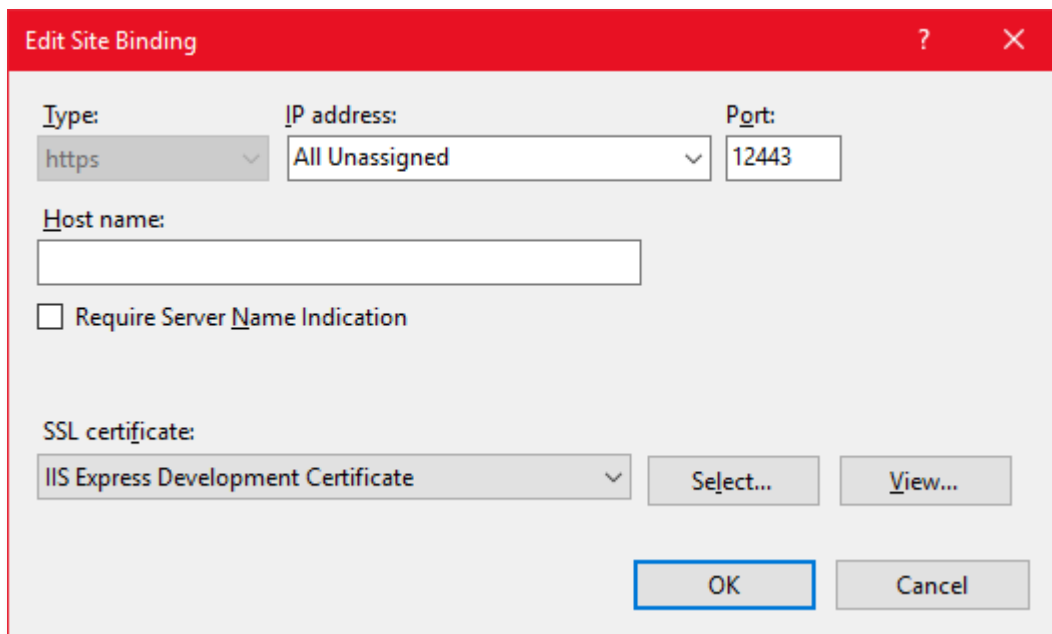 Edit Site Binding ?
Type: IP address: Port:
https All Unassigned 12443
Host name:
Require Server Name Indication
SSL certificate:
IIS Express Development Certificate Select... View...
OK Cancel